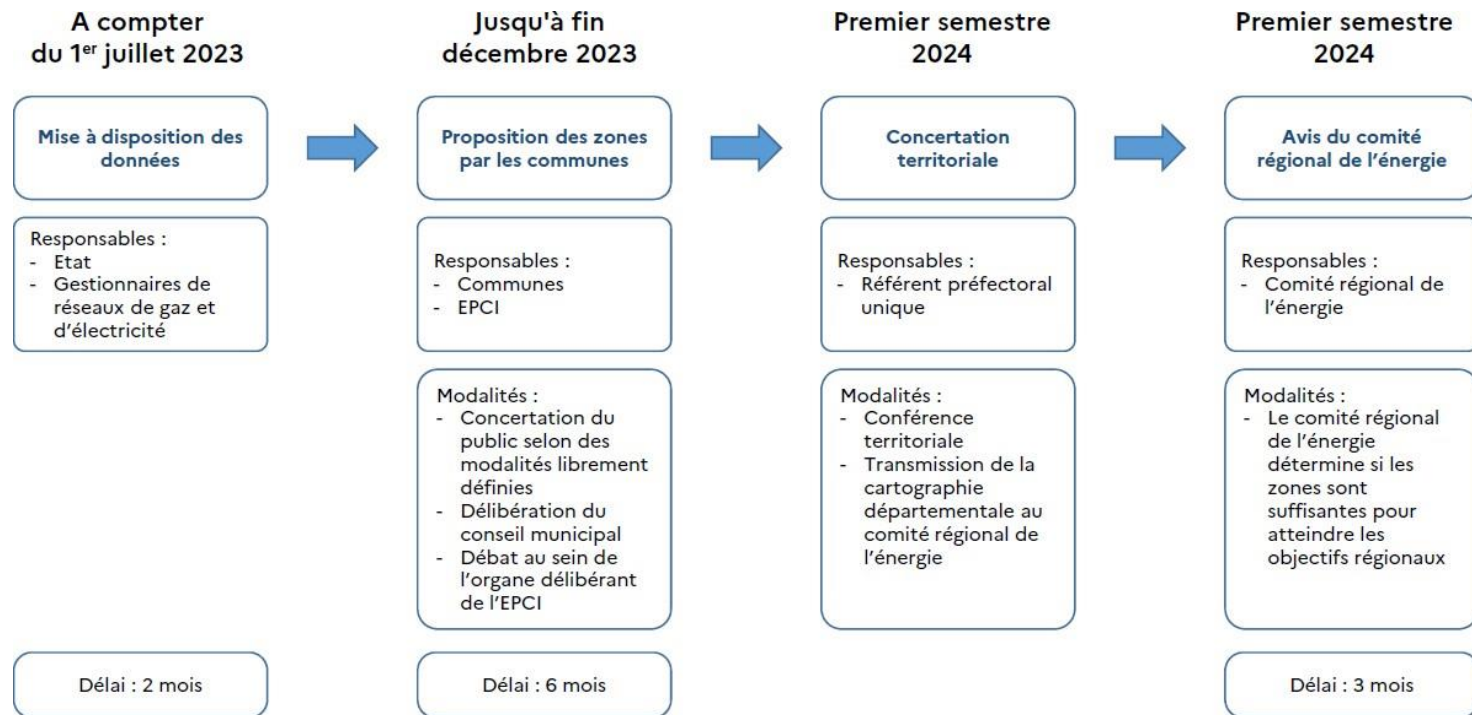 A compter
du 1er juillet 2023
Jusqu'à fin
décembre 2023
Premier semestre
2024
Premier semestre
2024
Mise à disposition des
données
Proposition des zones
par les communes
Concertation
territoriale
Avis du comité
régional de l'énergie
Responsables :
- Etat
- Gestionnaires de
réseaux de gaz et
d'électricité
Responsables :
- Communes
- EPCI
Responsables :
- Référent préfectoral
unique
Responsables :
- Comité régional de
l'énergie
Modalités :
- Concertation du
public selon des
modalités librement
définies
- Délibération du
conseil municipal
- Débat au sein de
l'organe délibérant
de l'EPCI
Modalités :
- Conférence
territoriale
- Transmission de la
cartographie
départementale au
comité régional de
l'énergie
Modalités :
- Le comité régional
de l'énergie
détermine si les
zones sont
suffisantes pour
atteindre les
objectifs régionaux
Délai : 2 mois
Délai : 6 mois
Délai : 3 mois